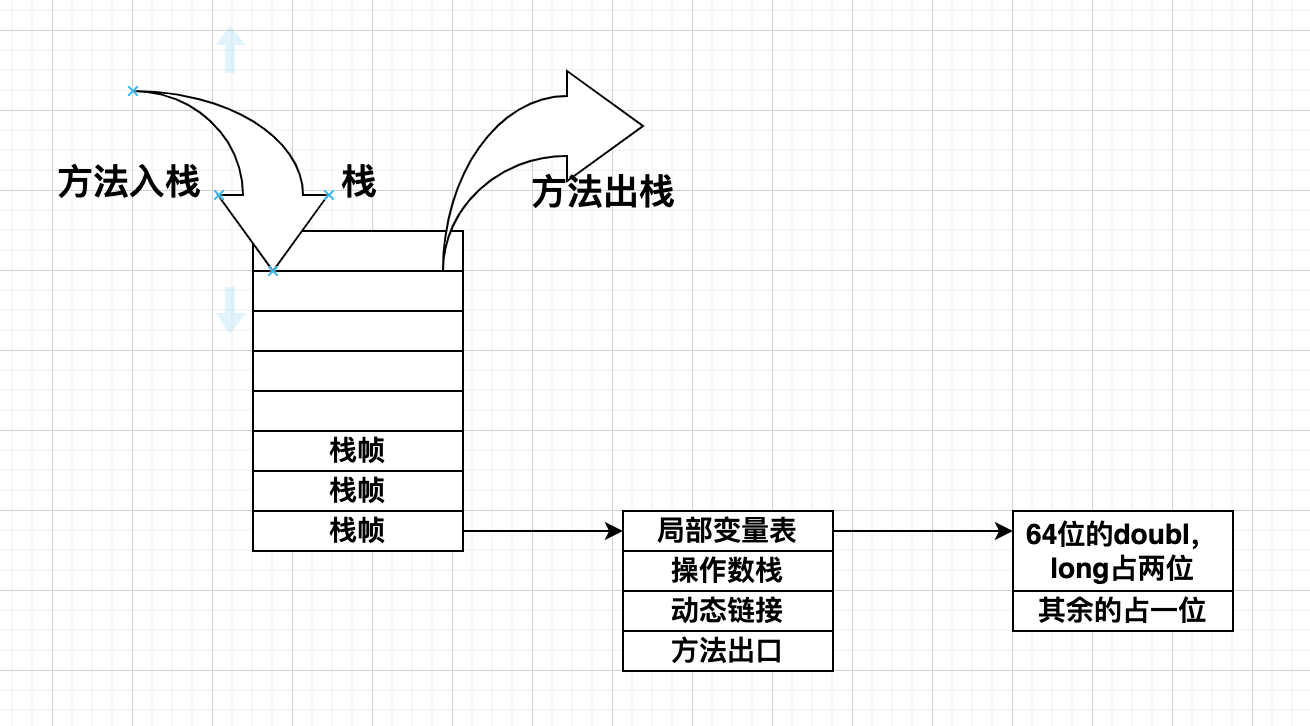 方法入栈
栈
方法出栈
栈帧
栈帧
栈帧
局部变量表
操作数栈
动态链接
方法出口
64位的doubl，
long占两位
其余的占一位